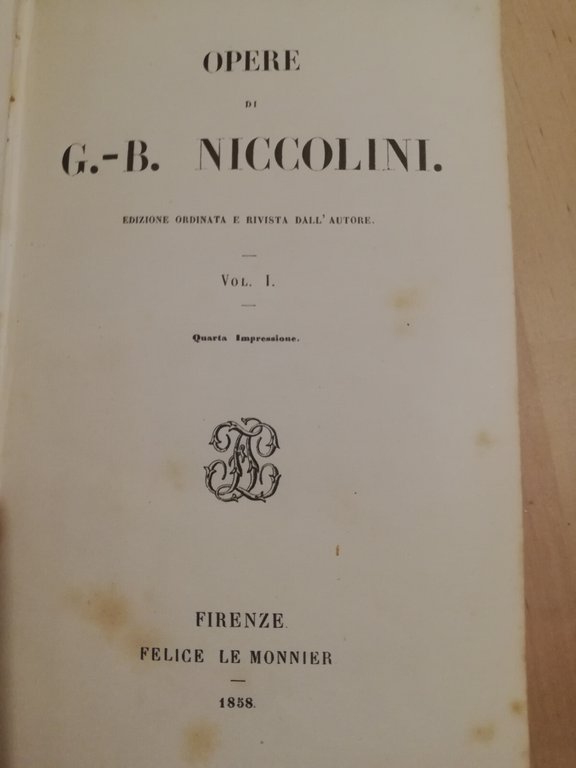 OPERE
DI
G.-B. NICCOLINI.
EDIZIONE ORDINATA E RIVISTA DALL'AUTORE.
VOL. I.
Quarta Impressione.
FIRENZE.
FELICE LE MONNIER
1858.